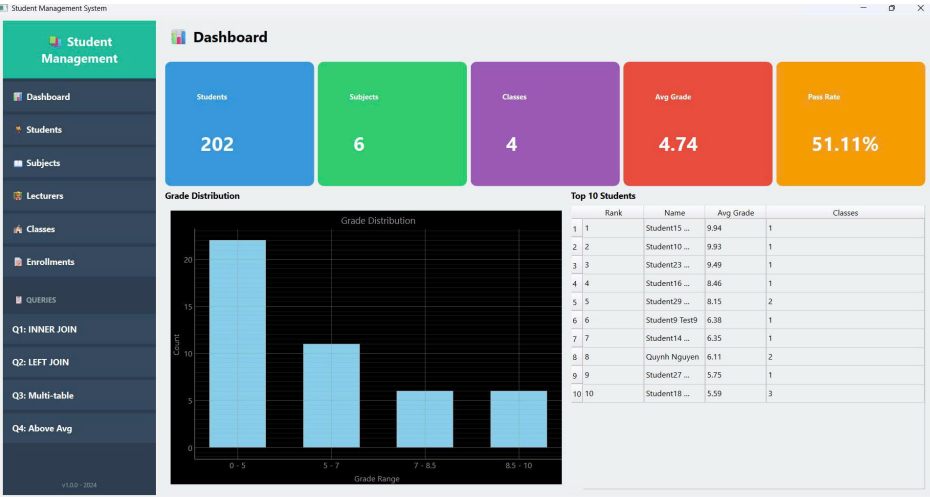 Student Management System
Student
Management
Dashboard
Students
Subjects
Lecturers
Classes
Enrollments
QUERIES
Q1: INNER JOIN
Q2: LEFT JOIN
Q3: Multi-table
Q4: Above Avg
v1.0.0 - 2024
Dashboard
Students
202
Subjects
6
Classes
4
Avg Grade
4.74
Pass Rate
51.11%
Grade Distribution
Grade Distribution
Count
20
15
10
5
0
0 - 5 5 - 7 7 - 8.5 8.5 - 10
Grade Range
Top 10 Students
Rank Name Avg Grade Classes
1 1 Student15 ... 9.94 1
2 2 Student10 ... 9.93 1
3 3 Student23 ... 9.49 1
4 4 Student16 ... 8.46 1
5 5 Student29 ... 8.15 2
6 6 Student9 Test9 6.38 1
7 7 Student14 ... 6.35 1
8 8 Quynh Nguyen 6.11 2
9 9 Student27 ... 5.75 1
10 10 Student18 ... 5.59 3